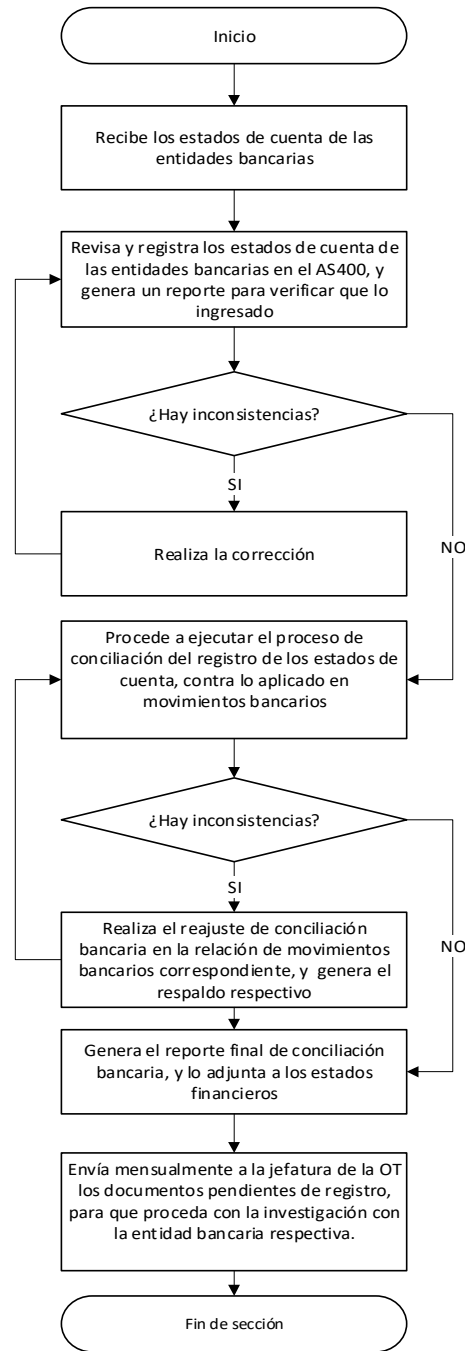 Inicio
Recibe los estados de cuenta de las
entidades bancarias
Revisa y registra los estados de cuenta de
las entidades bancarias en el AS400, y
genera un reporte para verificar que lo
ingresado
¿Hay inconsistencias?
SI
NO
Realiza la corrección
Procede a ejecutar el proceso de
conciliación del registro de los estados de
cuenta, contra lo aplicado en
movimientos bancarios
¿Hay inconsistencias?
SI
NO
Realiza el reajuste de conciliación
bancaria en la relación de movimientos
bancarios correspondiente, y genera el
respaldo respectivo
Genera el reporte final de conciliación
bancaria, y lo adjunta a los estados
financieros
Envía mensualmente a la jefatura de la OT
los documentos pendientes de registro,
para que proceda con la investigación con
la entidad bancaria respectiva.
Fin de sección